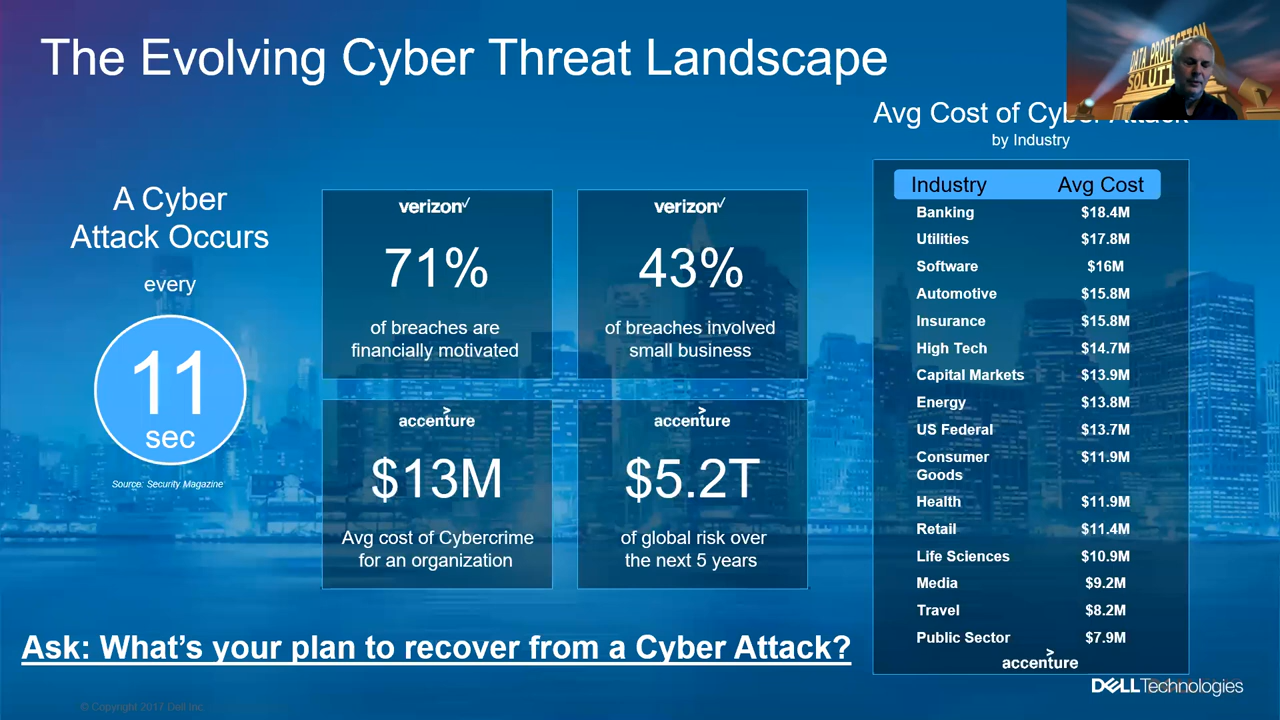 The Evolving Cyber Threat Landscape
DATA PROTECTION
A Cyber
Attack Occurs
every
11
sec
Source: Security Magazine
verizon✓
71%
of breaches are
financially motivated
verizon✓
43%
of breaches involved
small business
accenture
$13M
Avg cost of Cybercrime
for an organization
accenture
$5.2T
of global risk over
the next 5 years
Avg Cost of Cyber Attack
by Industry
Industry Avg Cost
Banking $18.4M
Utilities $17.8M
Software $16M
Automotive $15.8M
Insurance $15.8M
High Tech $14.7M
Capital Markets $13.9M
Energy $13.8M
US Federal $13.7M
Consumer $11.9M
Goods
Health $11.9M
Retail $11.4M
Life Sciences $10.9M
Media $9.2M
Travel $8.2M
Public Sector $7.9M
accenture
Ask: What's your plan to recover from a Cyber Attack?
DELLTechnologies
© Copyright 2017 Dell Inc.